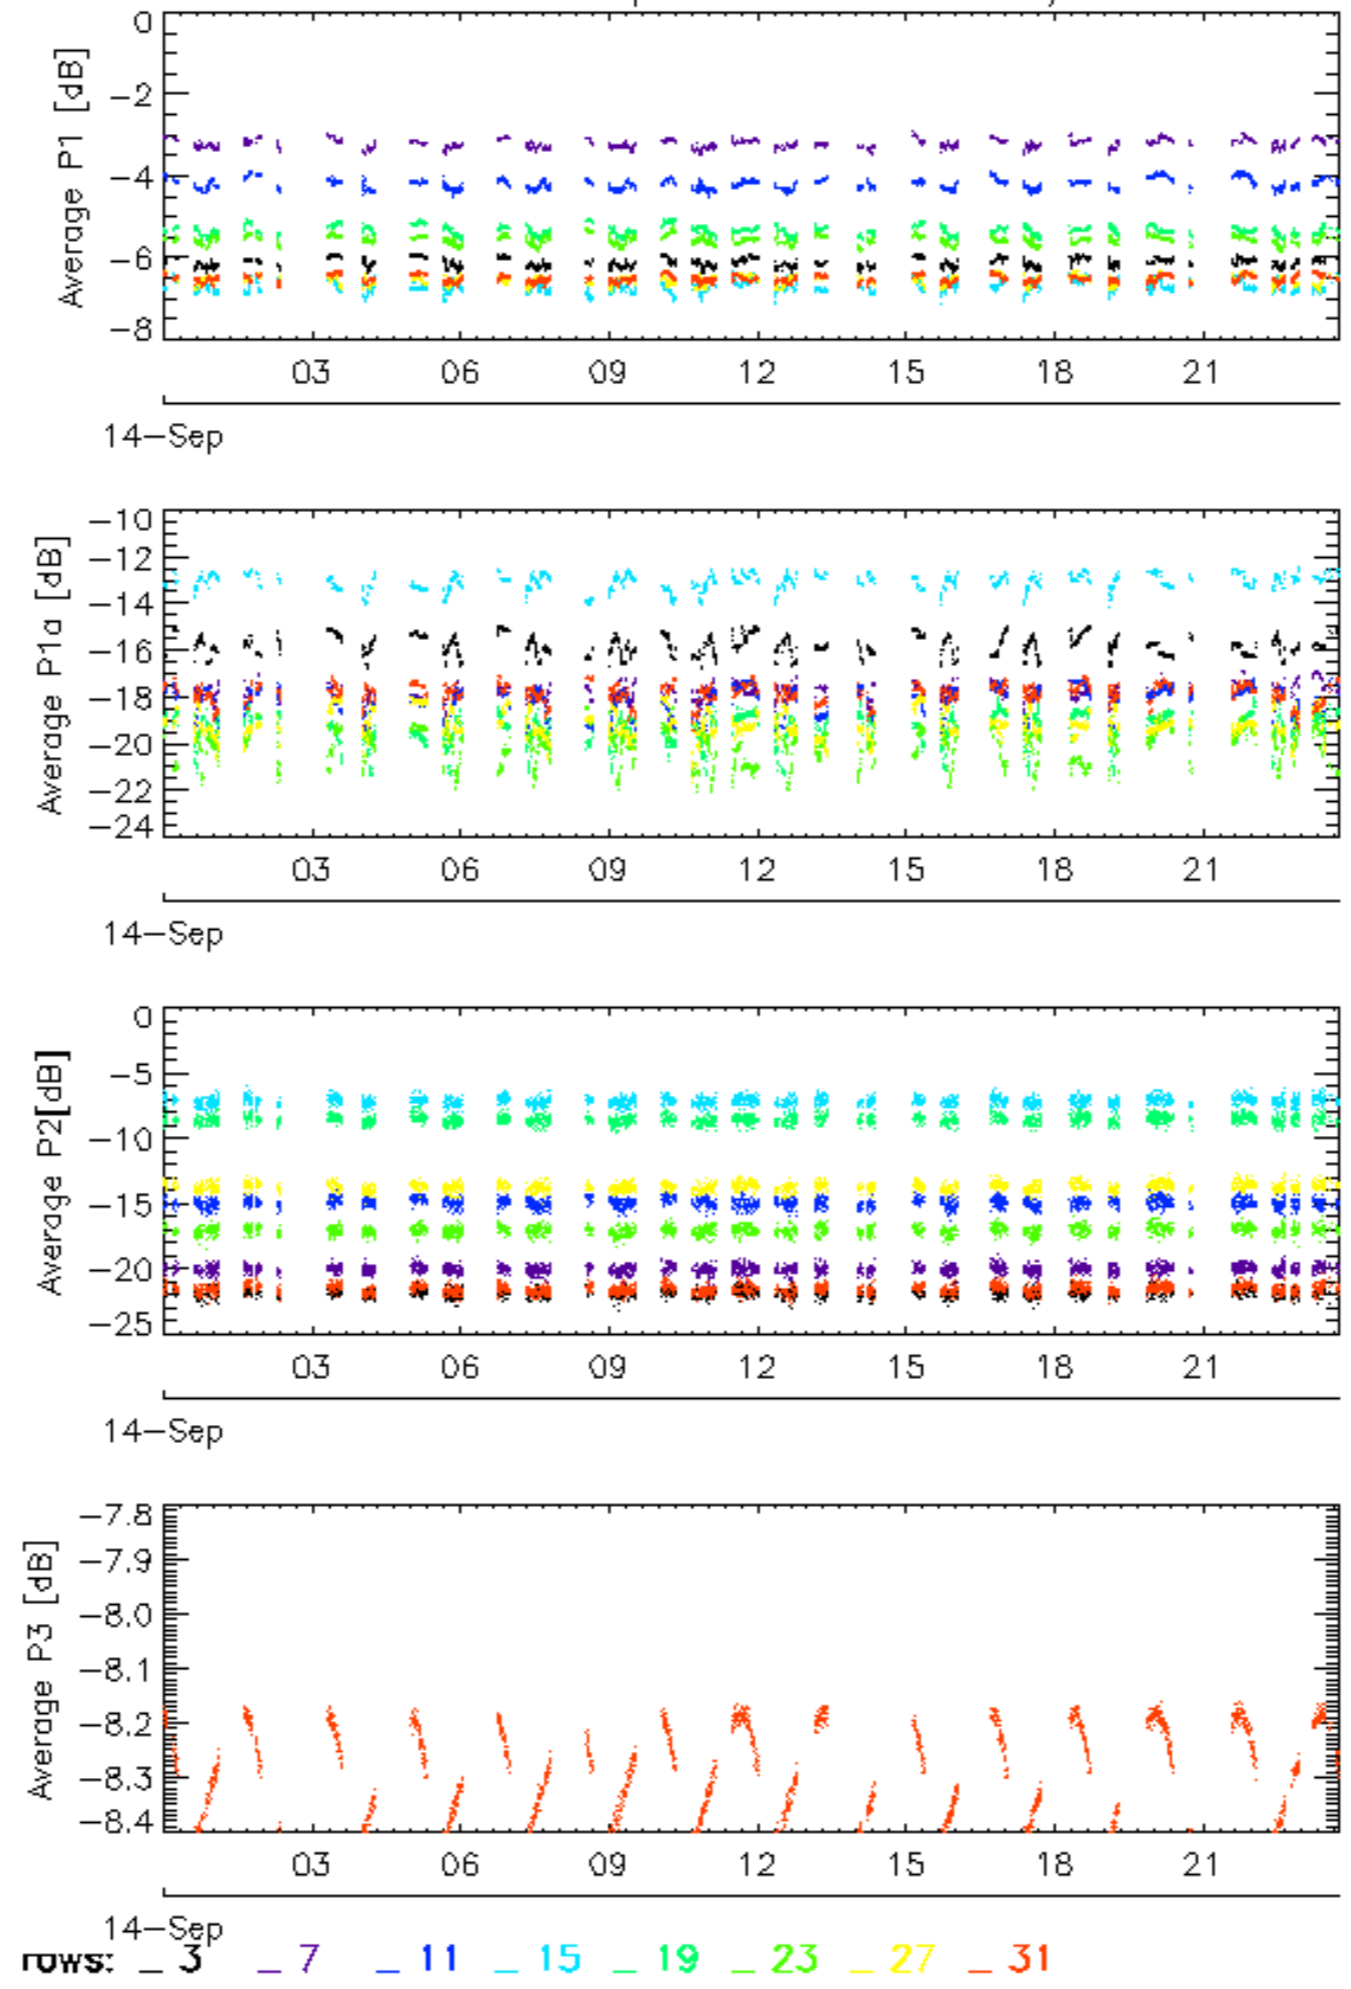 0
−2
−4
−6
−8
Average P1 [dB]
03 06 09 12 15 18 21
14−Sep
−10
−12
−14
−16
−18
−20
−22
−24
Average P1a [dB]
03 06 09 12 15 18 21
14−Sep
0
−5
−10
−15
−20
−25
Average P2[dB]
03 06 09 12 15 18 21
14−Sep
−7.8
−7.9
−8.0
−8.1
−8.2
−8.3
−8.4
Average P3 [dB]
03 06 09 12 15 18 21
14−Sep
rows: _ 3 _ 7 _ 11 _ 15 _ 19 _ 23 _ 27 _ 31